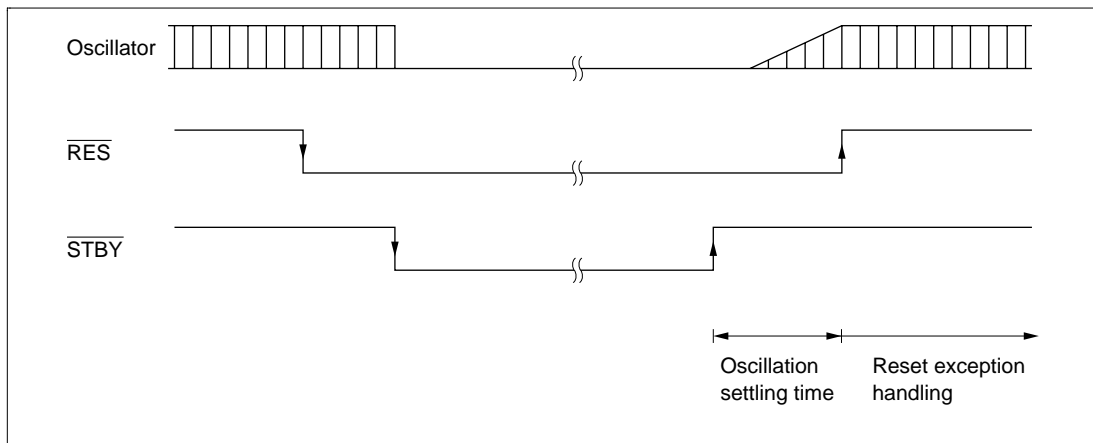 Oscillator
RES
STBY
Oscillation
settling time
Reset exception
handling